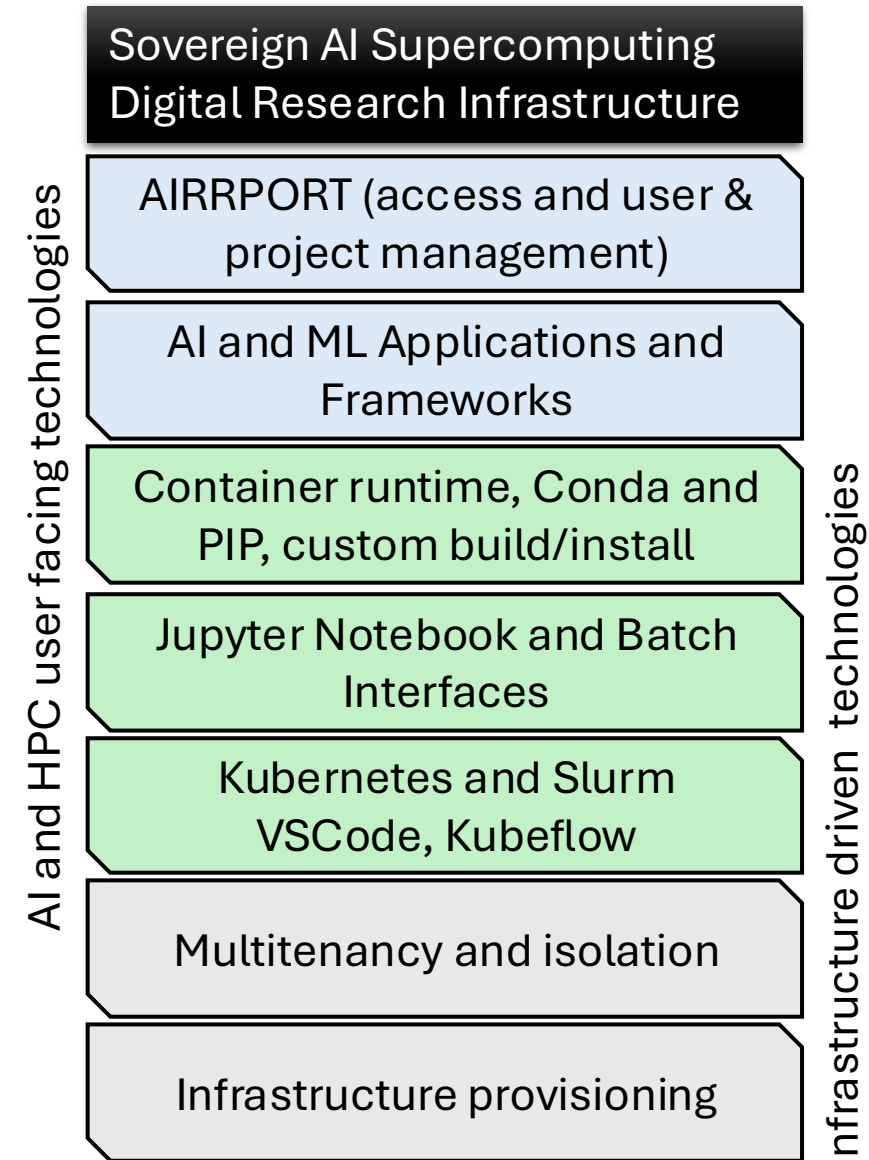 Sovereign AI Supercomputing
Digital Research Infrastructure
AIRRPORT (access and user &
project management)
AI and ML Applications and
Frameworks
Container runtime, Conda and
PIP, custom build/install
Jupyter Notebook and Batch
Interfaces
Kubernetes and Slurm
VSCode, Kubeflow
Multitenancy and isolation
Infrastructure provisioning
AI and HPC user facing technologies
nfrastructure driven technologies